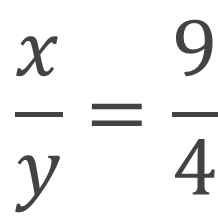 x/y = 9/4